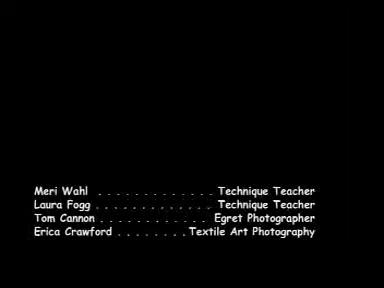 Meri Wahl . . . . . . . . . . . . . Technique Teacher
Laura Fogg . . . . . . . . . . . . . Technique Teacher
Tom Cannon . . . . . . . . . . . . Egret Photographer
Erica Crawford . . . . . . . . Textile Art Photography